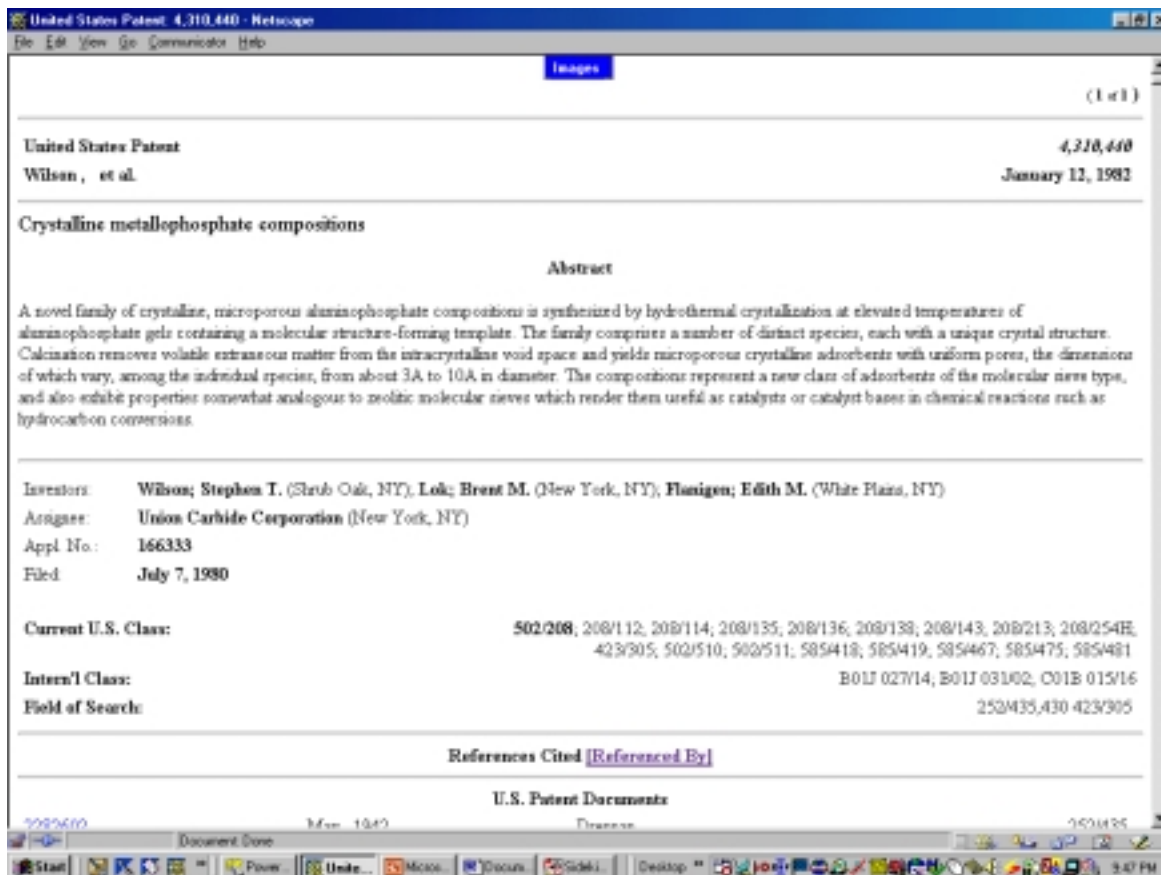 United States Patent: 4,310,440 - Netscape
File Edit View Go Communicator Help
Images
(1 of 1)
United States Patent 4,310,440
Wilson, et al. January 12, 1982
Crystalline metallophosphate compositions
Abstract
A novel family of crystalline, microporous aluminophosphate compositions is synthesized by hydrothermal crystallization at elevated temperatures of
aluminophosphate gels containing a molecular structure-forming template. The family comprises a number of distinct species, each with a unique crystal structure.
Calcination removes volatile extraneous matter from the intracrystalline void space and yields microporous crystalline adsorbents with uniform pores, the dimensions
of which vary, among the individual species, from about 3A to 10A in diameter. The compositions represent a new class of adsorbents of the molecular sieve type,
and also exhibit properties somewhat analogous to zeolitic molecular sieves which render them useful as catalysts or catalyst bases in chemical reactions such as
hydrocarbon conversions.
Inventors: Wilson; Stephen T. (Shrub Oak, NY); Lok; Brent M. (New York, NY); Flanigen; Edith M. (White Plains, NY)
Assignee: Union Carbide Corporation (New York, NY)
Appl. No.: 166333
Filed: July 7, 1980
Current U.S. Class: 502/208; 208/112; 208/114; 208/135; 208/136; 208/138; 208/143; 208/213; 208/254H;
423/305; 502/510; 502/511; 585/418; 585/419; 585/467; 585/475; 585/481
Intern'l Class: B01J 027/14; B01J 031/02; C01B 015/16
Field of Search: 252/435,430 423/305
References Cited [Referenced By]
U.S. Patent Documents
1942 252/435
Document: Done
Start Power... Unite... Micros... Docum... Sideki... Desktop 9:47 PM